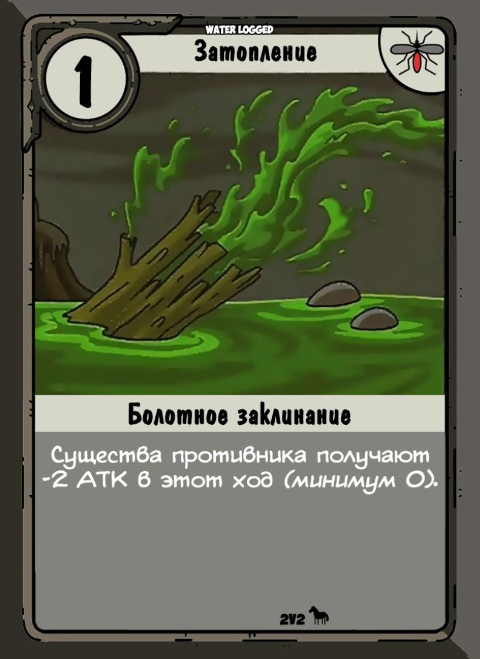 WATER LOGGED
Затопление
1
Болотное заклинание
Существа противника получают
-2 АТК в этот ход (минимум 0).
2V2